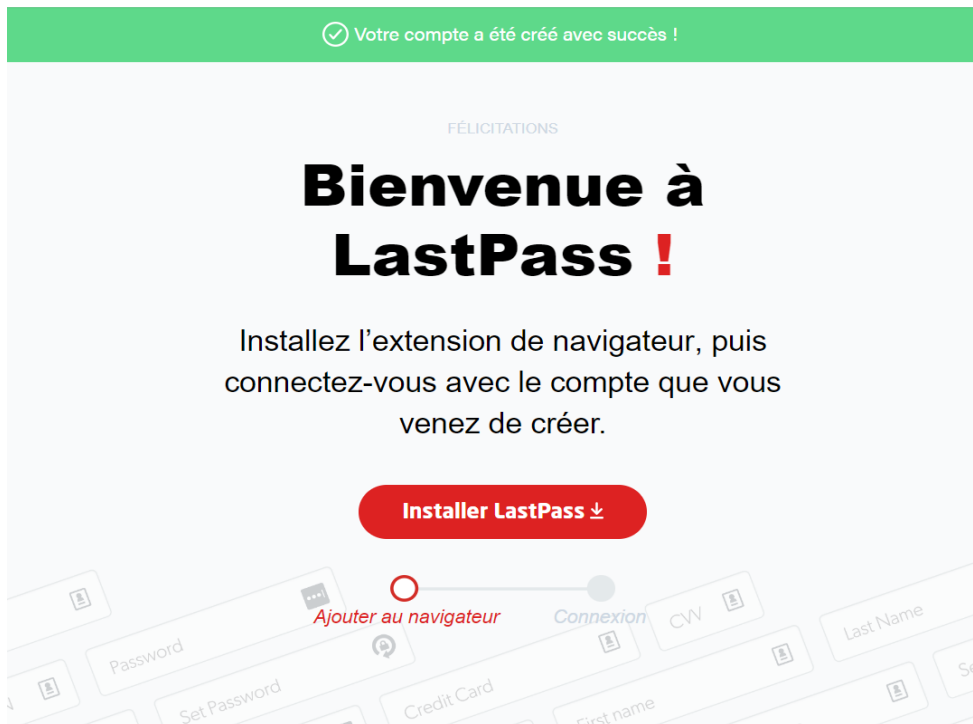 Votre compte a été créé avec succès !
FÉLICITATIONS
Bienvenue à
LastPass !
Installez l’extension de navigateur, puis
connectez-vous avec le compte que vous
venez de créer.
Installer LastPass
Ajouter au navigateur
Connexion
CVV
Last Name
Password
Set Password
Credit Card
First name